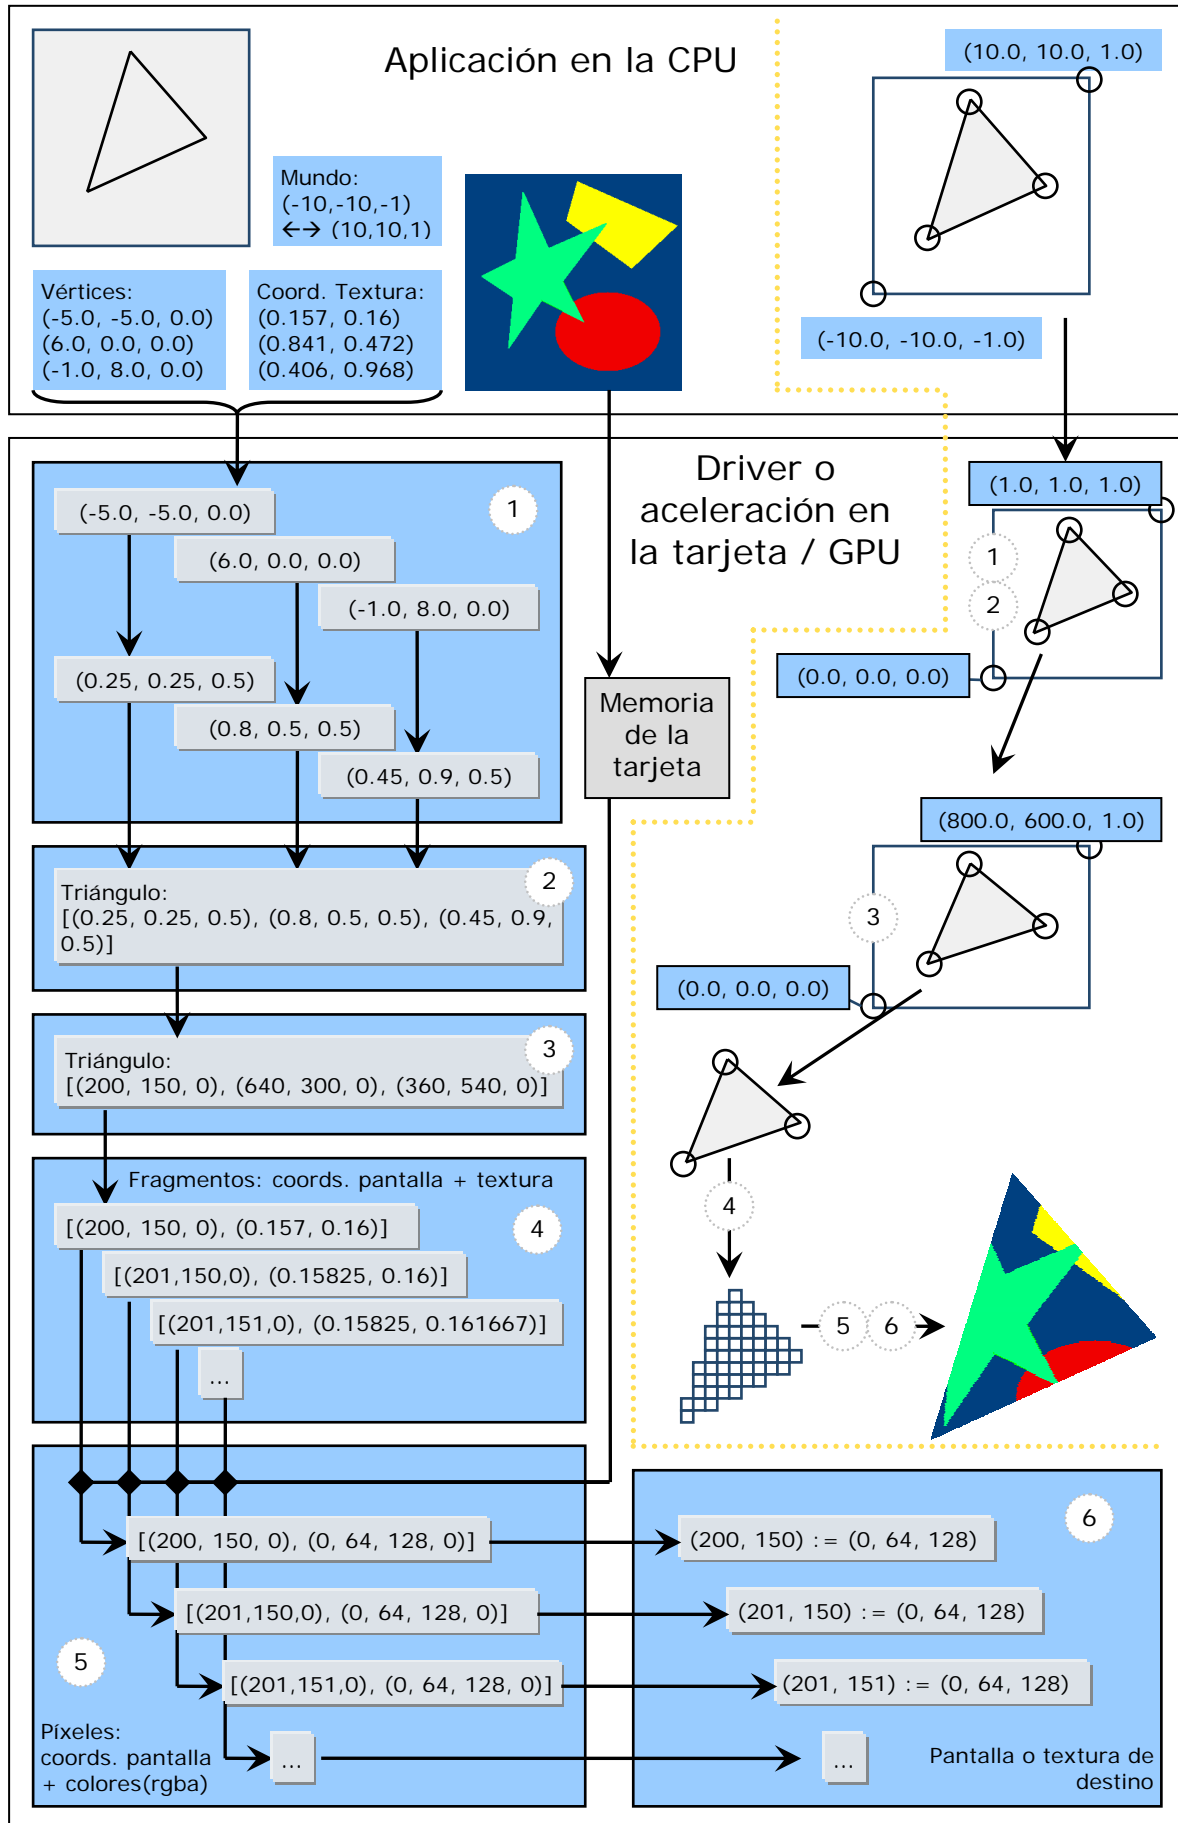 Aplicación en la CPU
(10.0, 10.0, 1.0)
Mundo:
(-10,-10,-1)
←→ (10,10,1)
Vértices:
(-5.0, -5.0, 0.0)
(6.0, 0.0, 0.0)
(-1.0, 8.0, 0.0)
Coord. Textura:
(0.157, 0.16)
(0.841, 0.472)
(0.406, 0.968)
(-10.0, -10.0, -1.0)
Driver o
aceleración en
la tarjeta / GPU
1
(-5.0, -5.0, 0.0)
(6.0, 0.0, 0.0)
(-1.0, 8.0, 0.0)
(0.25, 0.25, 0.5)
(0.8, 0.5, 0.5)
(0.45, 0.9, 0.5)
Memoria
de la
tarjeta
(1.0, 1.0, 1.0)
1
2
(0.0, 0.0, 0.0)
(800.0, 600.0, 1.0)
3
(0.0, 0.0, 0.0)
2
Triángulo:
[(0.25, 0.25, 0.5), (0.8, 0.5, 0.5), (0.45, 0.9,
0.5)]
3
Triángulo:
[(200, 150, 0), (640, 300, 0), (360, 540, 0)]
Fragmentos: coords. pantalla + textura
4
[(200, 150, 0), (0.157, 0.16)]
[(201,150,0), (0.15825, 0.16)]
[(201,151,0), (0.15825, 0.161667)]
...
4
5
6
[(200, 150, 0), (0, 64, 128, 0)]
[(201,150,0), (0, 64, 128, 0)]
5
[(201,151,0), (0, 64, 128, 0)]
Píxeles:
coords. pantalla
+ colores(rgba)
...
6
(200, 150) := (0, 64, 128)
(201, 150) := (0, 64, 128)
(201, 151) := (0, 64, 128)
...
Pantalla o textura de
destino